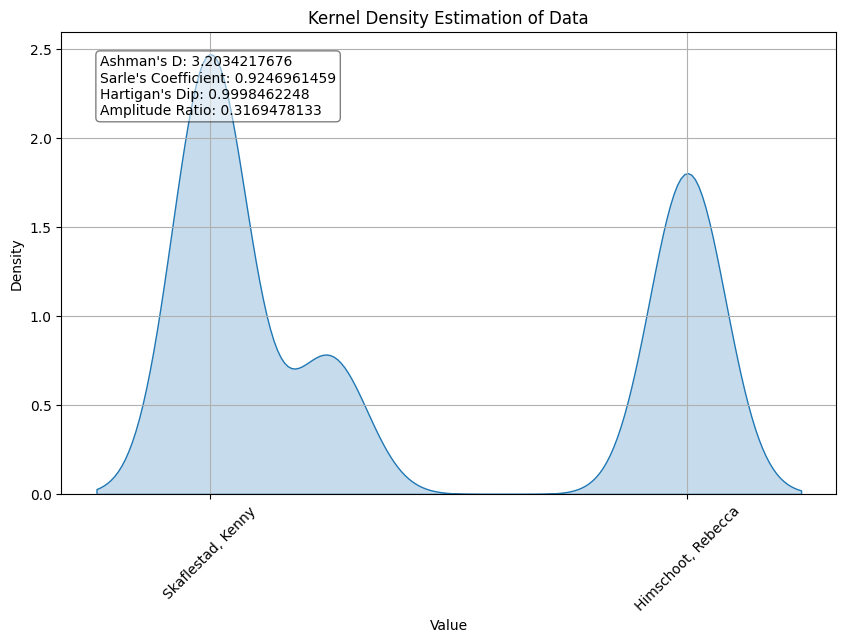 Kernel Density Estimation of Data
Ashman's D: 3.2034217676
Sarle's Coefficient: 0.9246961459
Hartigan's Dip: 0.9998462248
Amplitude Ratio: 0.3169478133
2.5
2.0
1.5
1.0
0.5
0.0
Density
Skaflestad, Kenny
Himschoot, Rebecca
Value